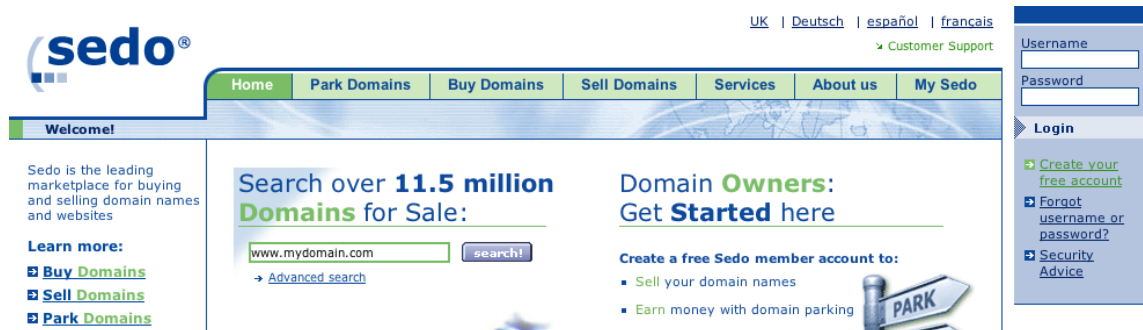 UK | Deutsch | español | français
Customer Support
sedo®
Home Park Domains Buy Domains Sell Domains Services About us My Sedo
Welcome!
Sedo is the leading
marketplace for buying
and selling domain names
and websites
Learn more:
Buy Domains
Sell Domains
Park Domains
Search over 11.5 million
Domains for Sale:
www.mydomain.com search!
Advanced search
Domain Owners:
Get Started here
Create a free Sedo member account to:
Sell your domain names
Earn money with domain parking
PARK
Username
Password
Login
Create your
free account
Forgot
username or
password?
Security
Advice